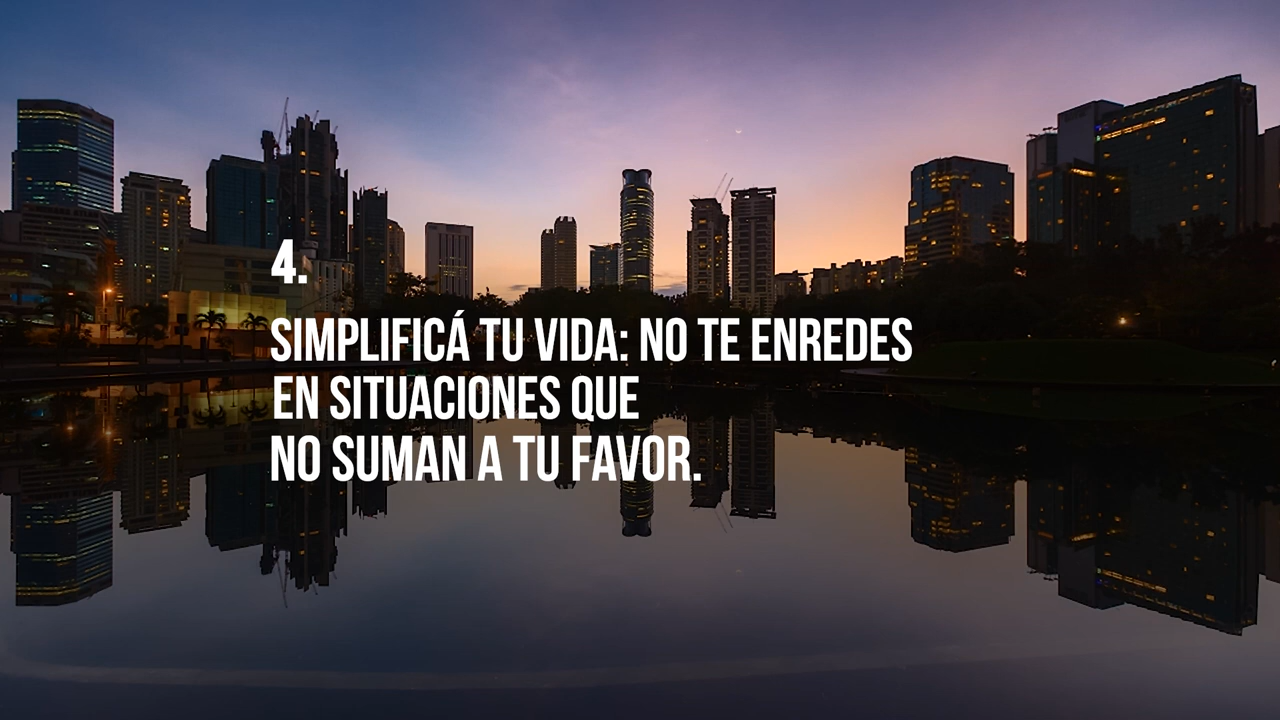 4.
SIMPLIFICÁ TU VIDA: NO TE ENREDES
EN SITUACIONES QUE
NO SUMAN A TU FAVOR.